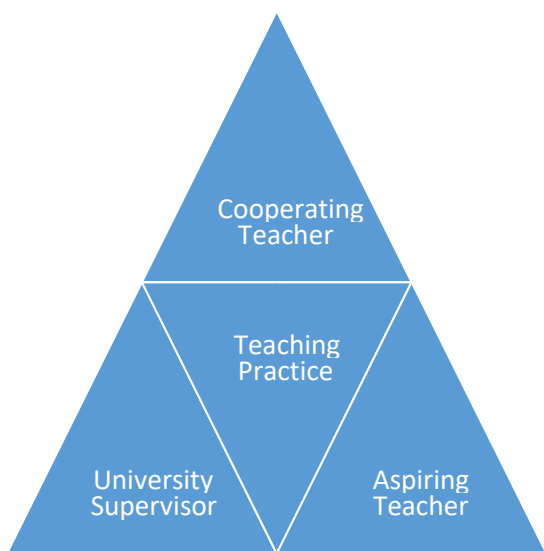 Cooperating
Teacher
Teaching
Practice
University
Supervisor
Aspiring
Teacher